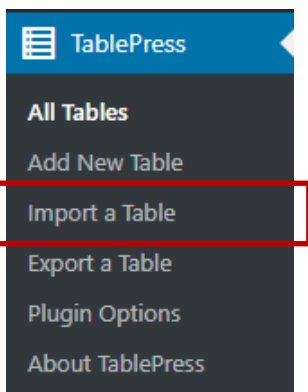 TablePress
All Tables
Add New Table
Import a Table
Export a Table
Plugin Options
About TablePress